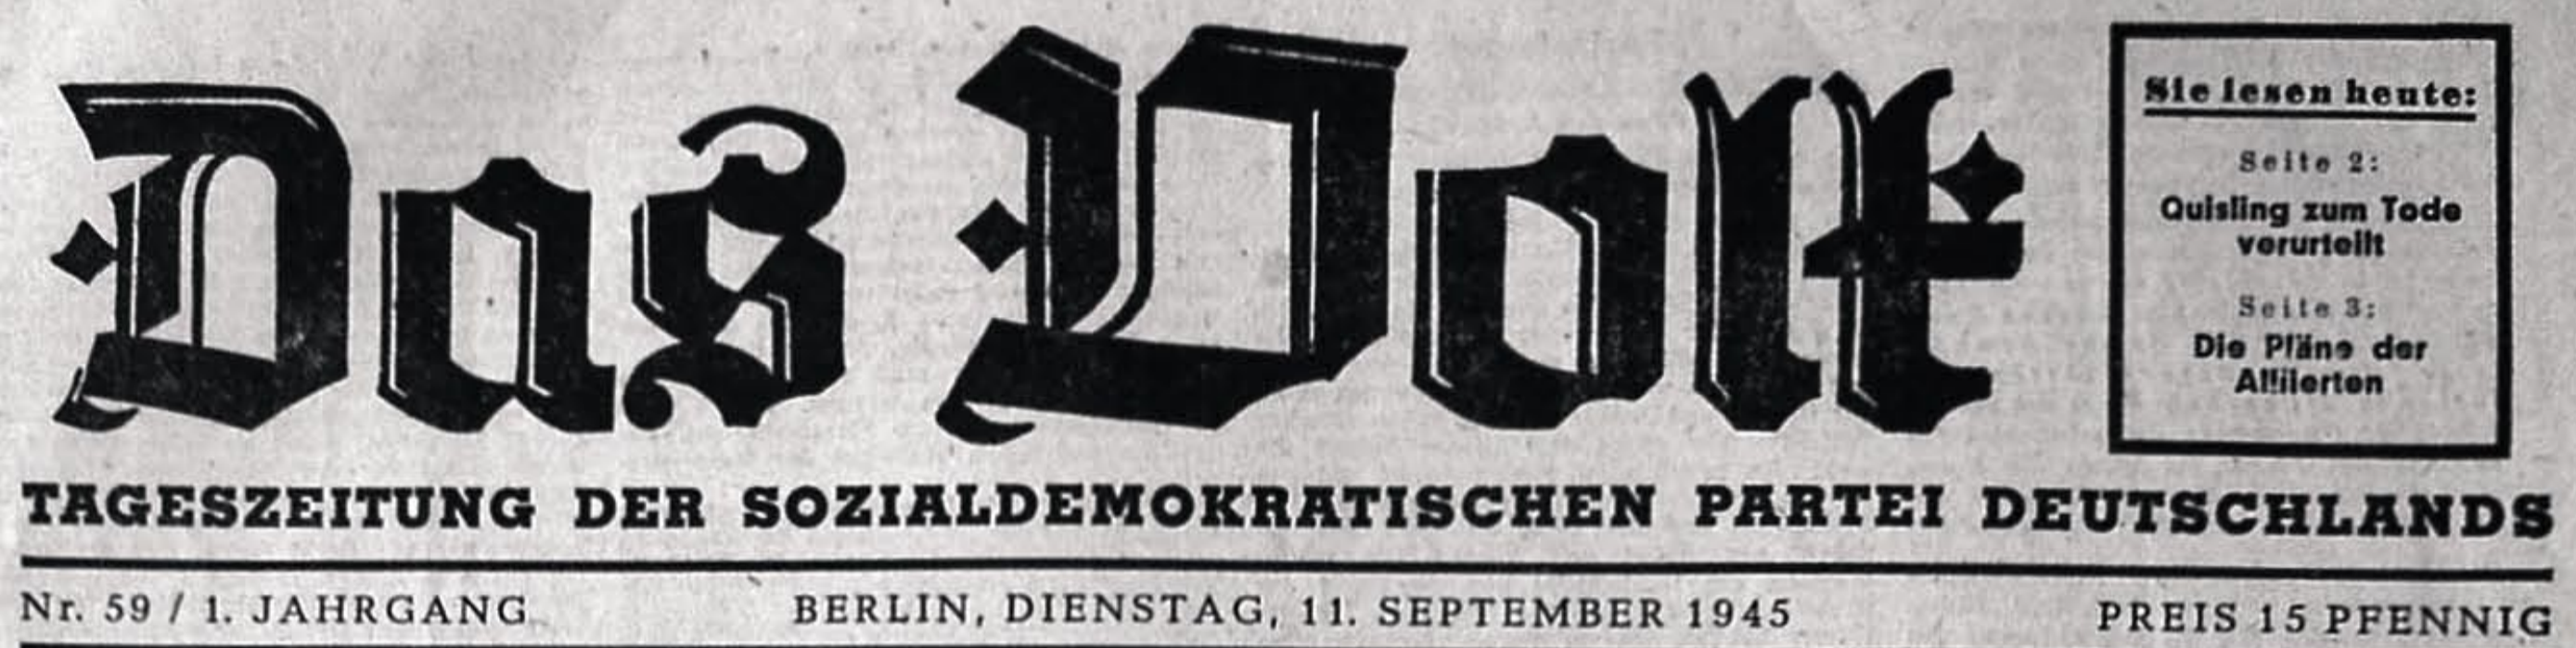 Das Volk
Sie lesen heute:
Seite 2:
Quisling zum Tode
verurteilt
Seite 3:
Die Pläne der
Alliierten
TAGESZEITUNG DER SOZIALDEMOKRATISCHEN PARTEI DEUTSCHLANDS
Nr. 59 / 1. JAHRGANG
BERLIN, DIENSTAG, 11. SEPTEMBER 1945
PREIS 15 PFENNIG